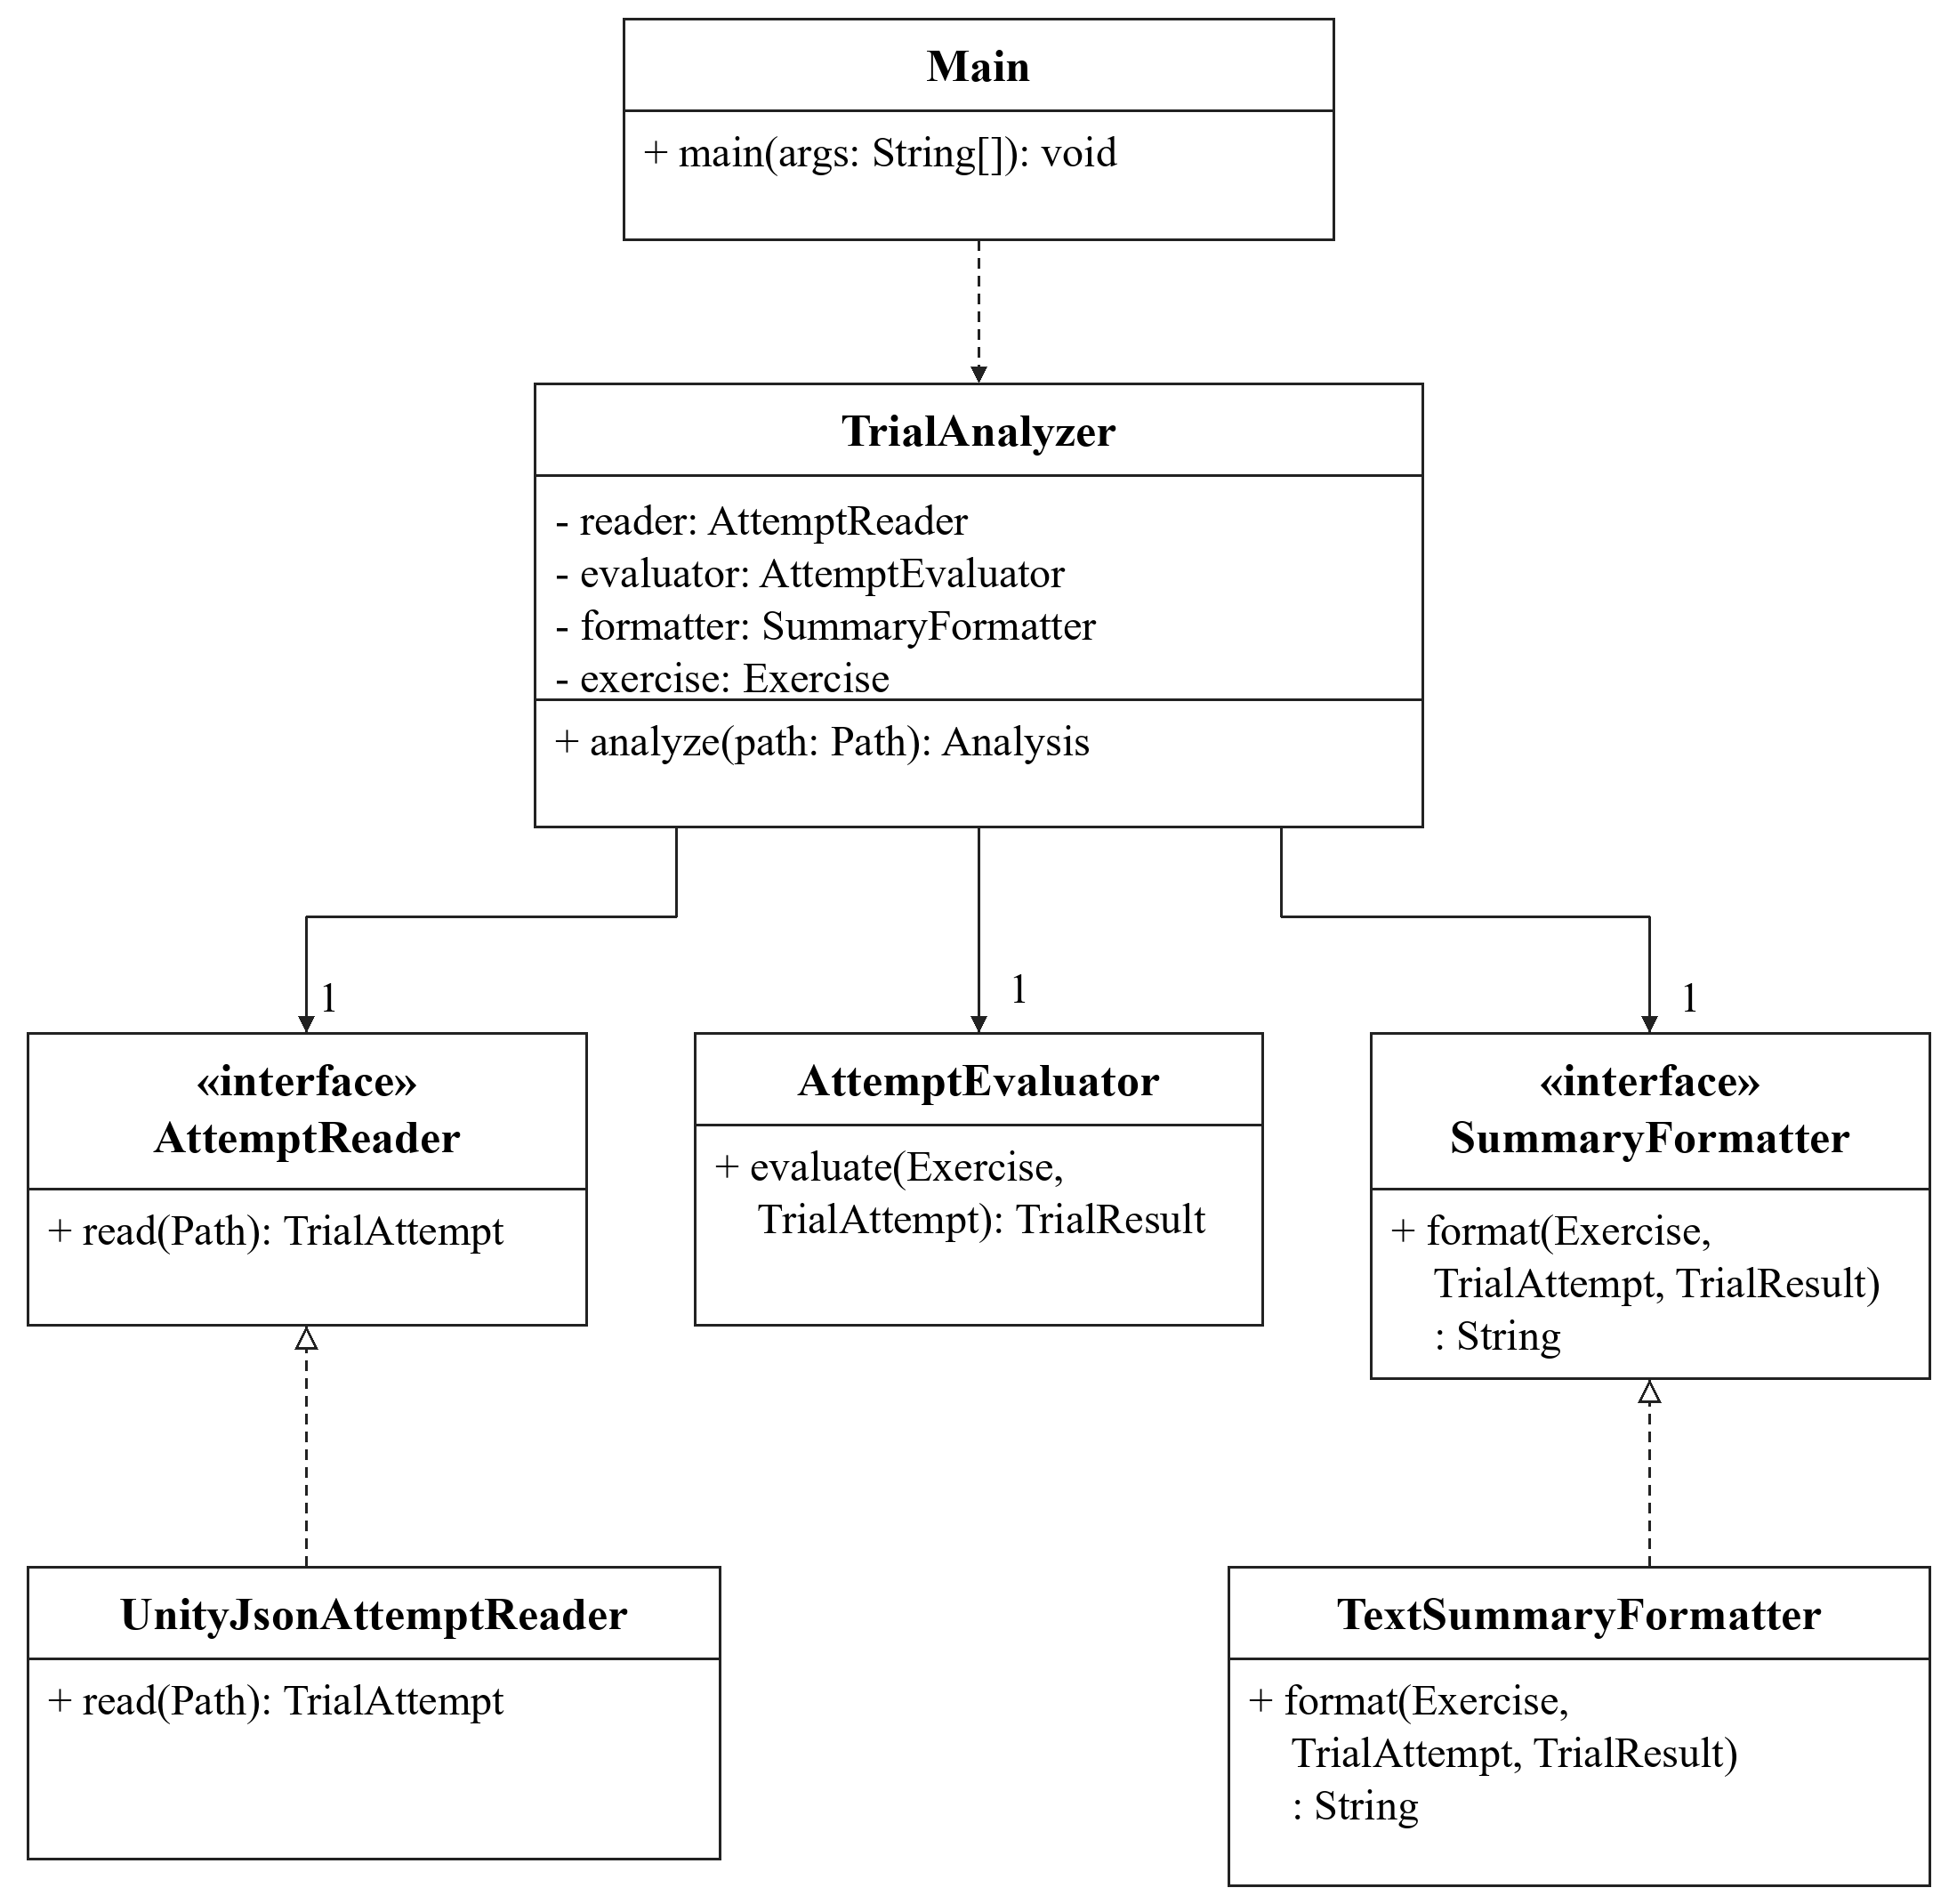 Main
+ main(args: String[]): void
TrialAnalyzer
- reader: AttemptReader
- evaluator: AttemptEvaluator
- formatter: SummaryFormatter
- exercise: Exercise
+ analyze(path: Path): Analysis
1
1
1
«interface»
AttemptReader
+ read(Path): TrialAttempt
AttemptEvaluator
+ evaluate(Exercise,
TrialAttempt): TrialResult
«interface»
SummaryFormatter
+ format(Exercise,
TrialAttempt, TrialResult)
: String
UnityJsonAttemptReader
+ read(Path): TrialAttempt
TextSummaryFormatter
+ format(Exercise,
TrialAttempt, TrialResult)
: String